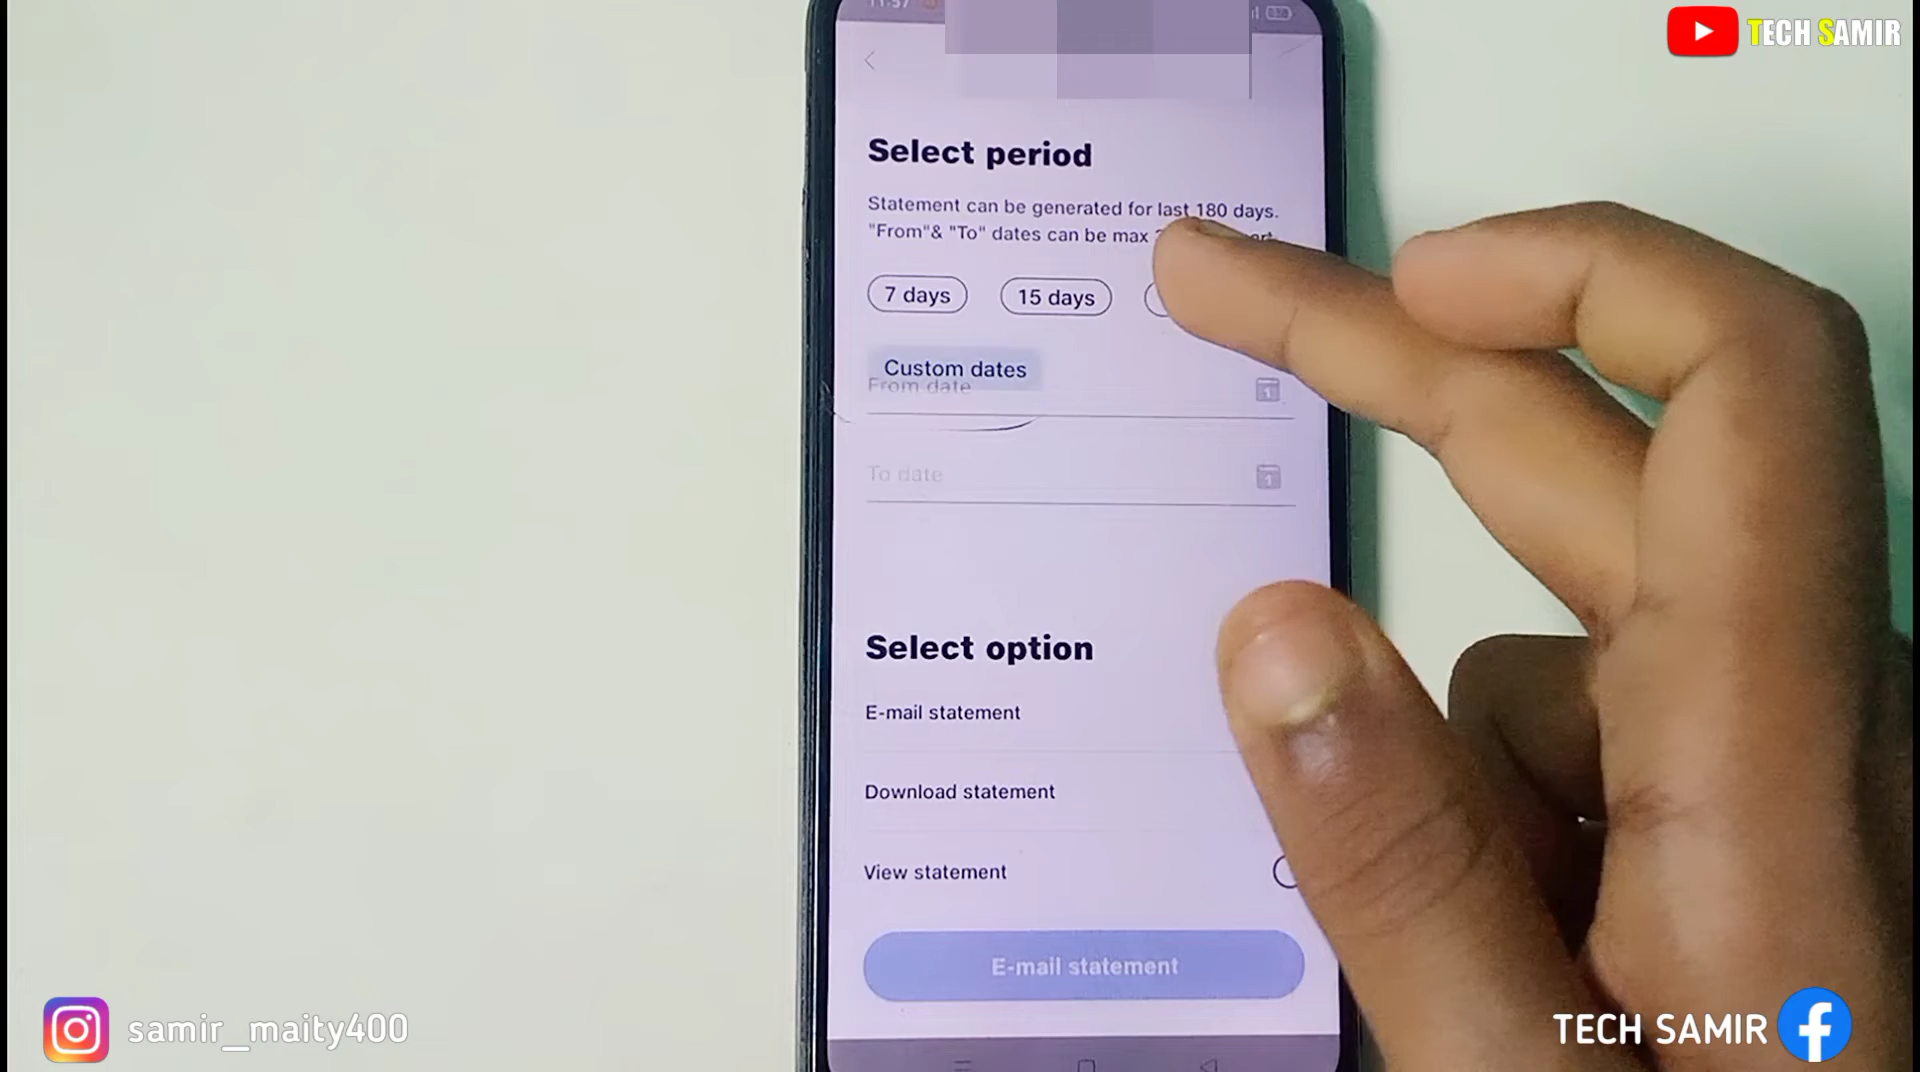 TECH SAMIR
Select period
Statement can be generated for last 180 days.
"From"& "To" dates can be max
7 days
15 days
Custom dates
From date
To date
Select option
E-mail statement
Download statement
View statement
E-mail statement
samir_maity400
TECH SAMIR